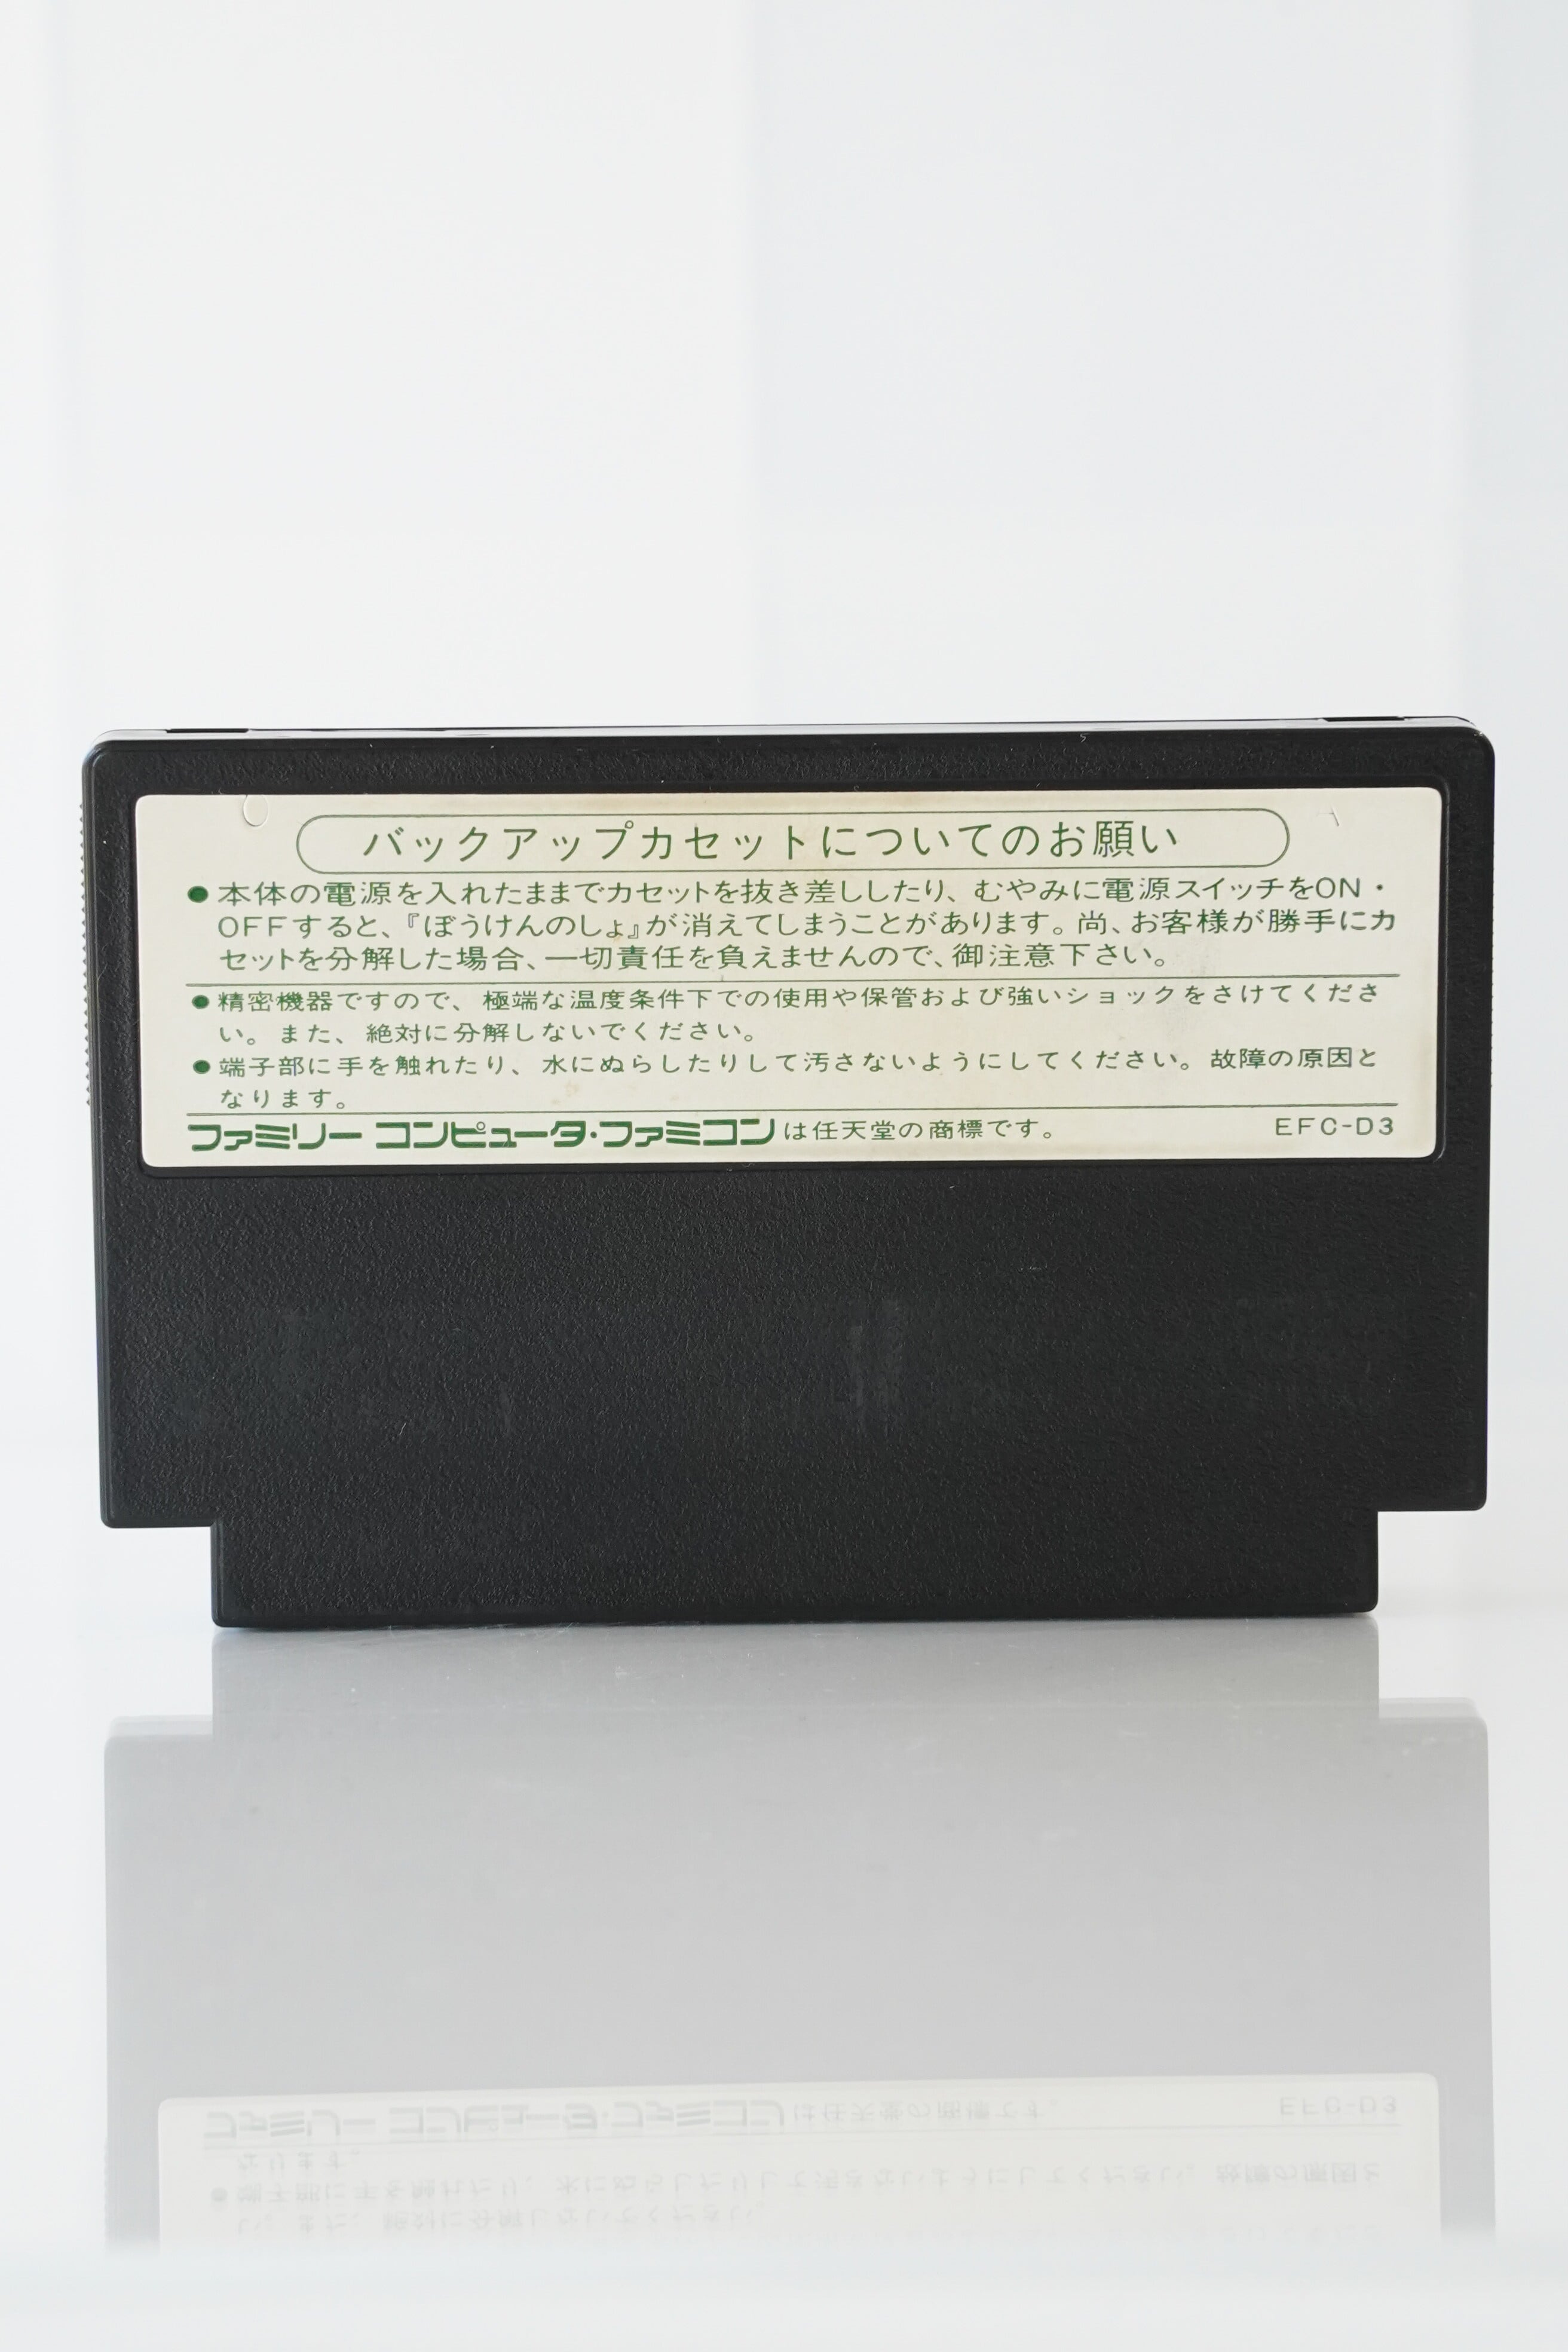 バックアップカセットについてのお願い
●本体の電源を入れたままでカセットを抜き差ししたり、むやみに電源スイッチをON・
OFFすると、『ぼうけんのしょ』が消えてしまうことがあります。尚、お客様が勝手にカ
セットを分解した場合、一切責任を負えませんので、御注意下さい。
●精密機器ですので、極端な温度条件下での使用や保管および強いショックをさけてくださ
い。また、絶対に分解しないでください。
●端子部に手を触れたり、水にぬらしたりして汚さないようにしてください。故障の原因と
なります。
ファミリー コンピュータ・ファミコンは任天堂の商標です。 EFC-D3